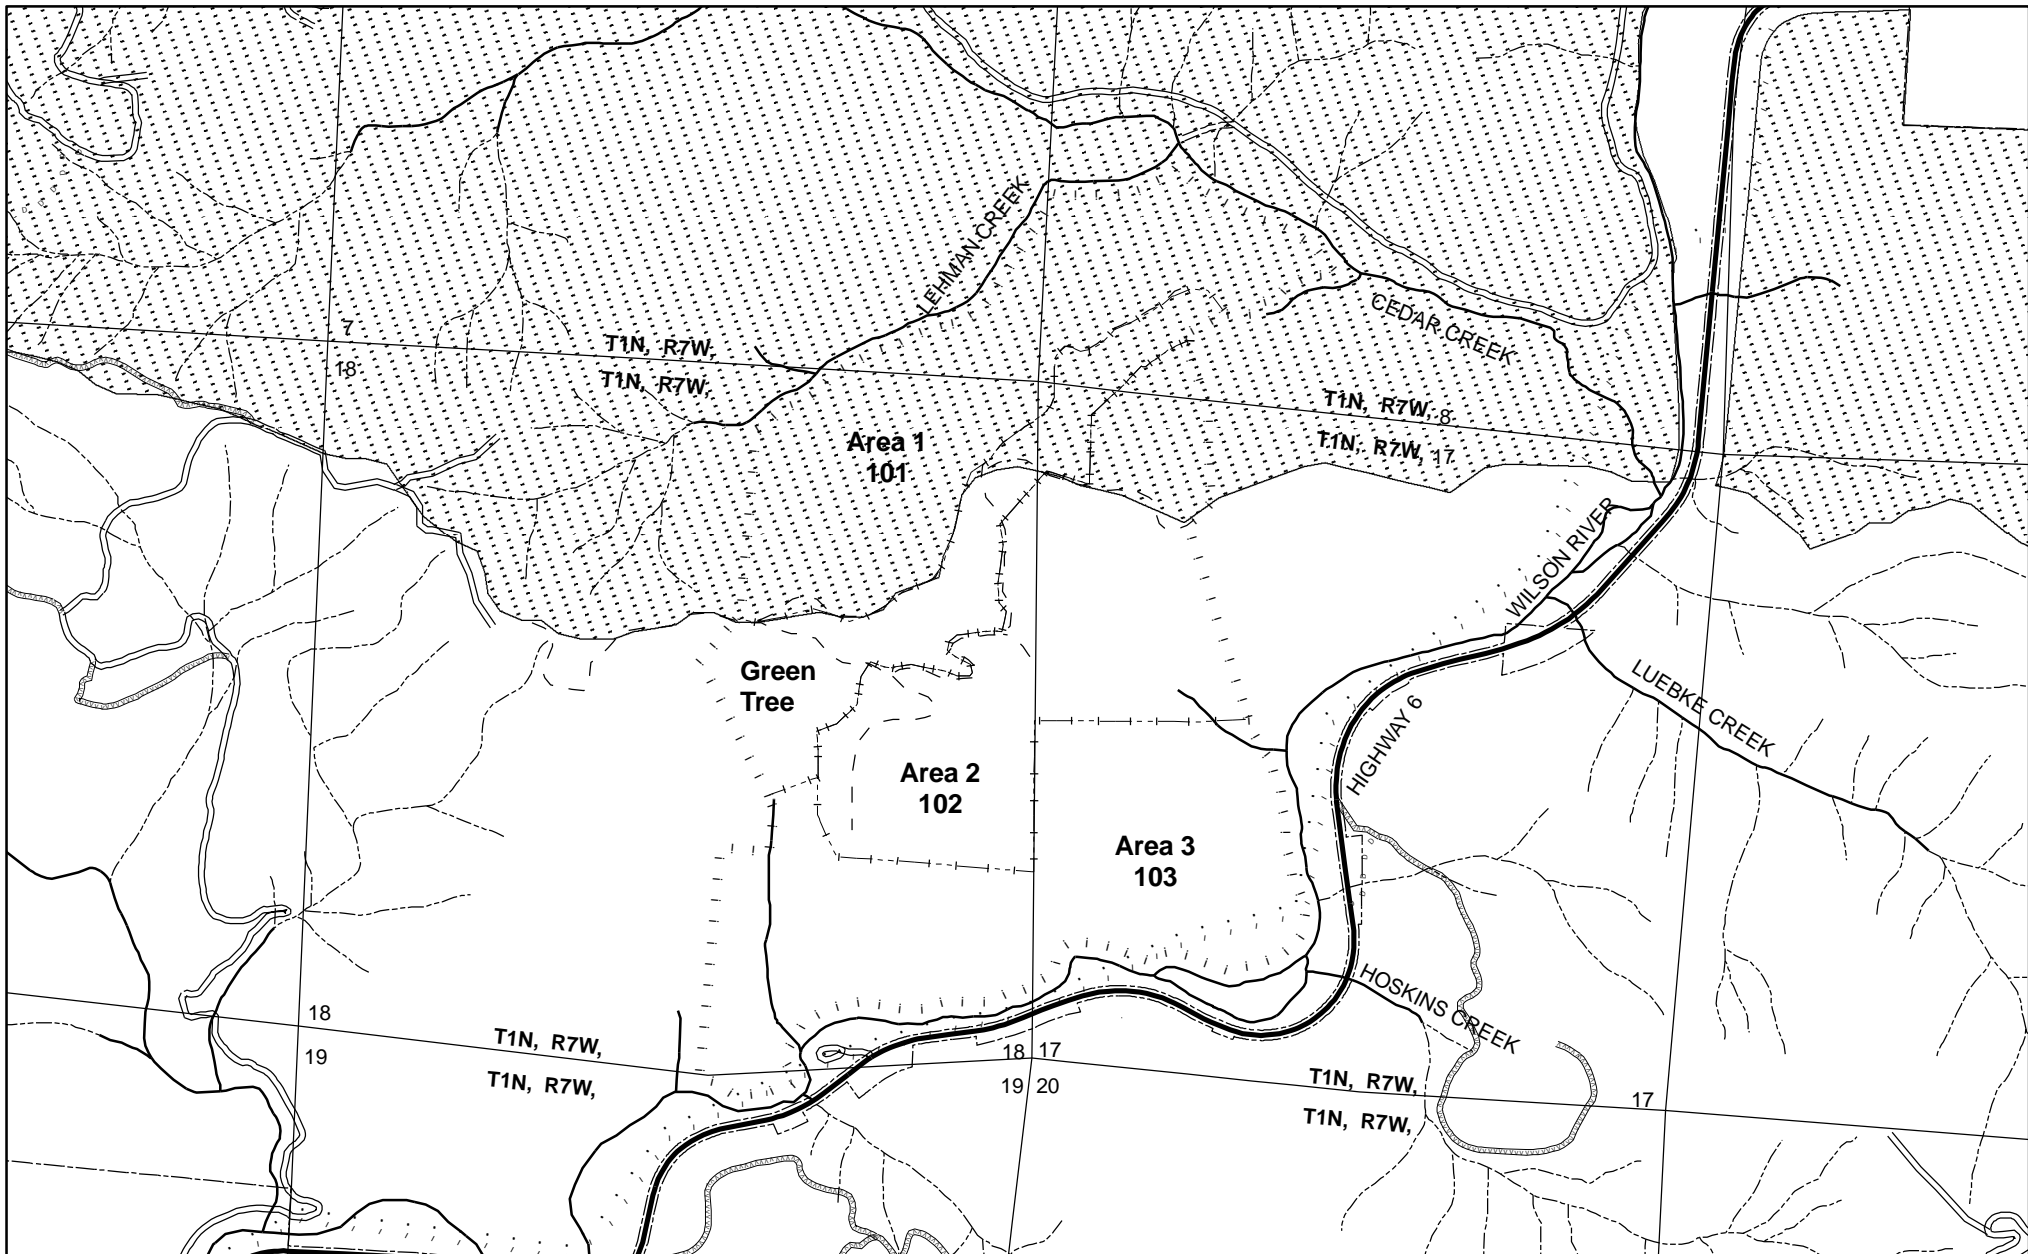 LEHMAN CREEK
CEDAR CREEK
7
18
T1N, R7W,
T1N, R7W,
T1N, R7W, 8
T1N, R7W, 17
Area 1
101
WILSON RIVER
Green
Tree
LUEBKE CREEK
HIGHWAY 6
Area 2
102
Area 3
103
HOSKINS CREEK
18
19
T1N, R7W,
T1N, R7W,
18 17
19 20
T1N, R7W,
T1N, R7W,
17